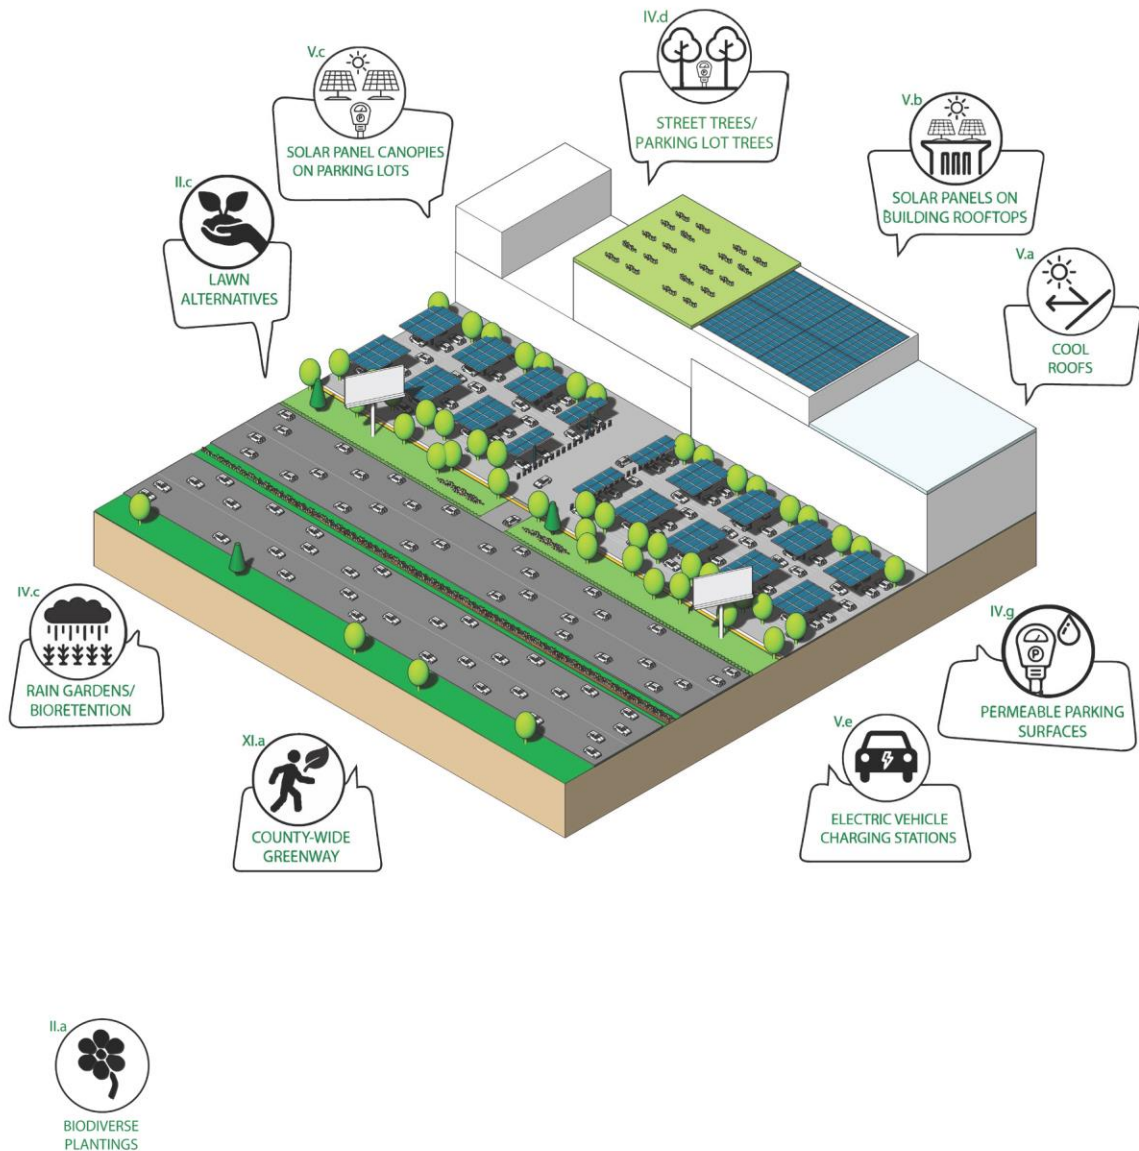 IV.d
STREET TREES/
PARKING LOT TREES
V.c
P
SOLAR PANEL CANOPIES
ON PARKING LOTS
V.b
SOLAR PANELS ON
BUILDING ROOFTOPS
II.c
LAWN
ALTERNATIVES
V.a
COOL
ROOFS
IV.c
RAIN GARDENS/
BIORETENTION
IV.g
P
PERMEABLE PARKING
SURFACES
XI.a
COUNTY-WIDE
GREENWAY
V.e
ELECTRIC VEHICLE
CHARGING STATIONS
II.a
BIODIVERSE
PLANTINGS